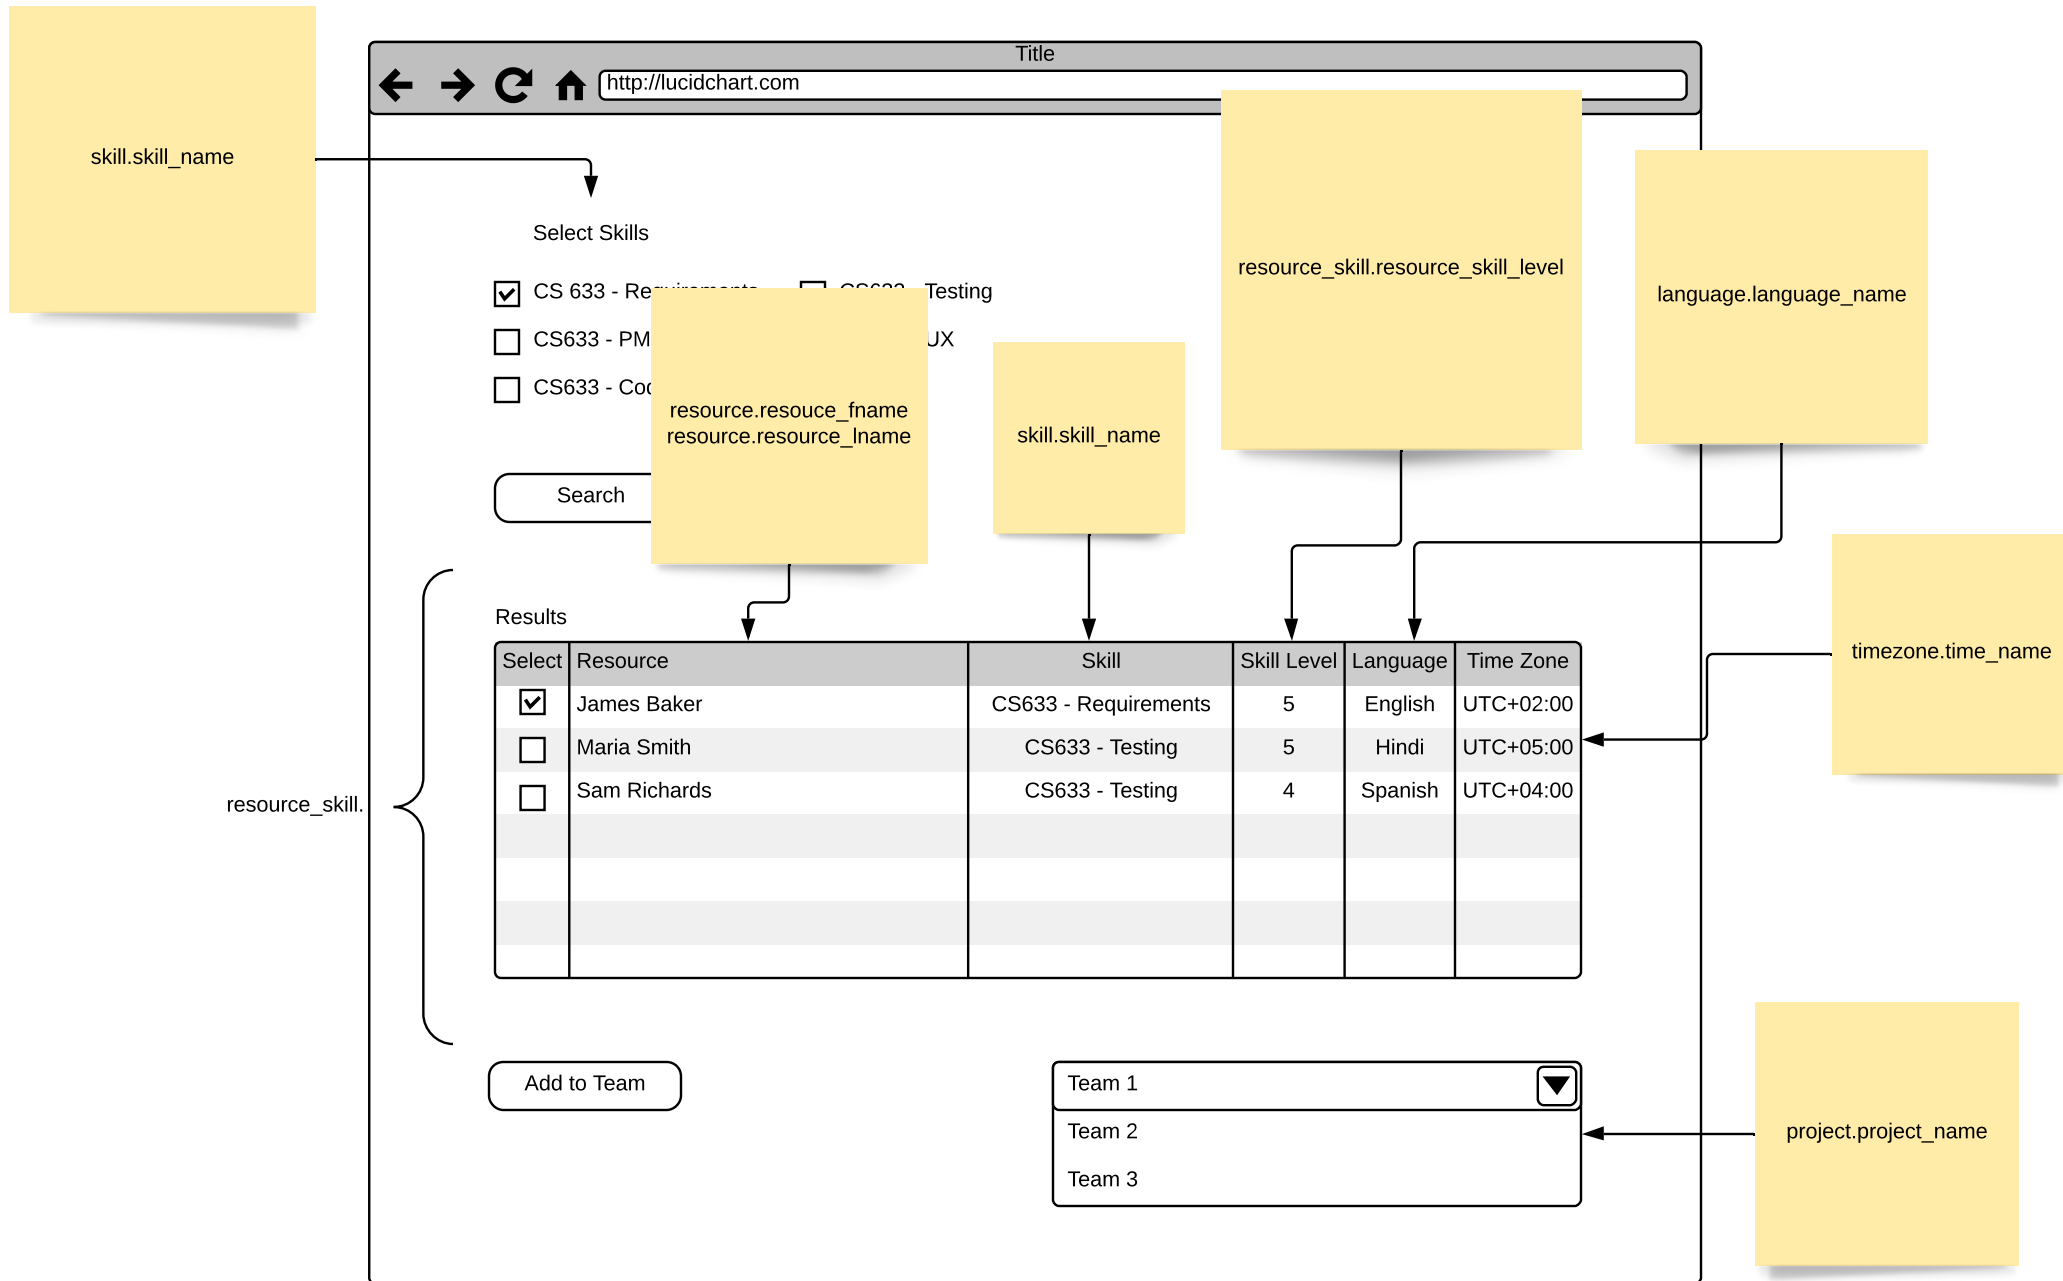 Title
http://lucidchart.com
skill.skill_name
Select Skills
CS 633 - Requirements
CS633 - Testing
CS633 - PM
UX
CS633 -
resource_skill.resource_skill_level
language.language_name
resource.resouce_fname
resource.resource_lname
skill.skill_name
Search
timezone.time_name
Results
Select Resource Skill Skill Level Language Time Zone
James Baker CS633 - Requirements 5 English UTC+02:00
Maria Smith CS633 - Testing 5 Hindi UTC+05:00
Sam Richards CS633 - Testing 4 Spanish UTC+04:00
resource_skill.
Add to Team
Team 1
Team 2
Team 3
project.project_name